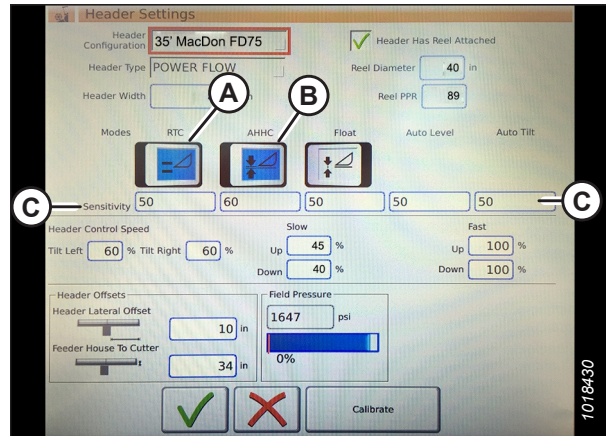 Header Settings
Header Configuration 35' MacDon FD75 Header Has Reel Attached
Header Type POWER FLOW Reel Diameter 40 in
Header Width Reel PPR 89
A B
Modes RTC AHHC Float Auto Level Auto Tilt
C Sensitivity 50 60 50 50 50 C
Header Control Speed Slow Fast
Tilt Left 60 % Tilt Right 60 % Up 45 % Up 100 %
Down 40 % Down 100 %
Header Offsets Field Pressure
Header Lateral Offset
10 in 1647 psi
Feeder House To Cutter
34 in 0%
Calibrate
1018430